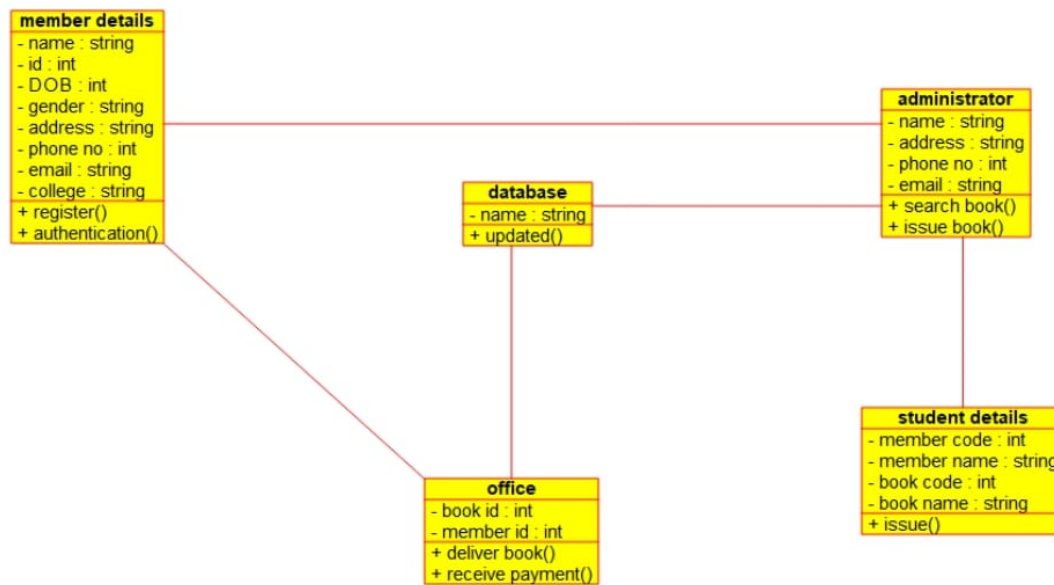 member details
- name : string
- id : int
- DOB : int
- gender : string
- address : string
- phone no : int
- email : string
- college : string
+ register()
+ authentication()
administrator
- name : string
- address : string
- phone no : int
- email : string
+ search book()
+ issue book()
database
- name : string
+ updated()
student details
- member code : int
- member name : string
- book code : int
- book name : string
+ issue()
office
- book id : int
- member id : int
+ deliver book()
+ receive payment()